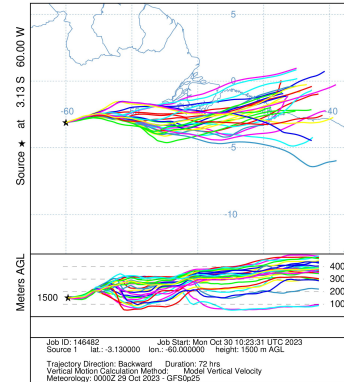 5
0
-60
-40
-5
-10
Source ★ at 3.13 S 60.00 W
Meters AGL
1500
400
300
200
100
Job ID: 146482 Job Start: Mon Oct 30 10:23:31 UTC 2023
Source 1 lat.: -3.130000 lon.: -60.000000 height: 1500 m AGL
Trajectory Direction: Backward Duration: 72 hrs
Vertical Motion Calculation Method: Model Vertical Velocity
Meteorology: 0000Z 29 Oct 2023 - GFS0p25